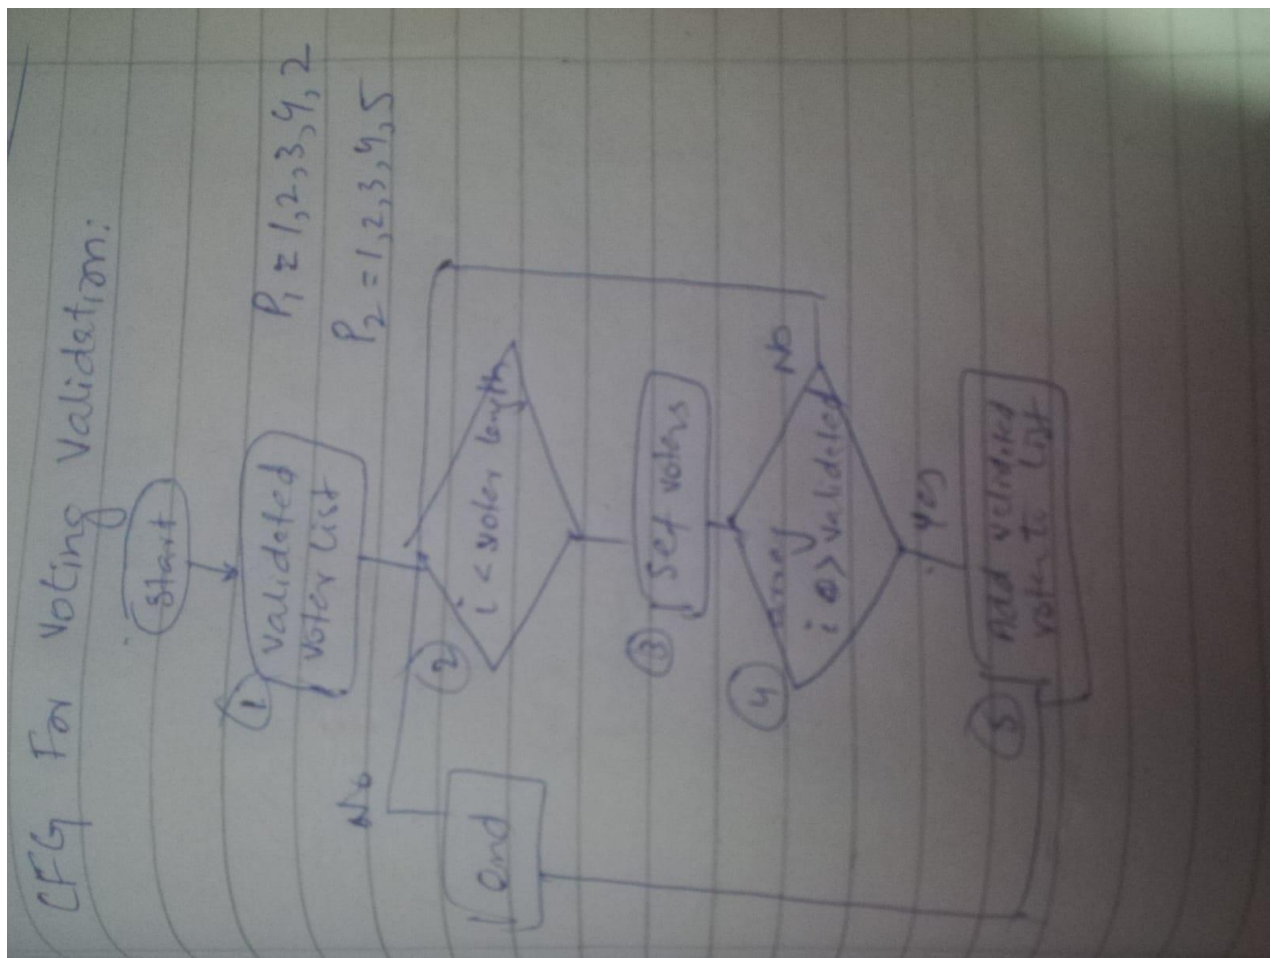 CFG For Voting Validation:
Start
P1 = 1,2,3,4,2
P2 = 1,2,3,4,5
1
Validated
voter list
No
2
i < voter length
End
3
Set voters
4
array
i > validated
No
Yes
5
Add validated
voter to list